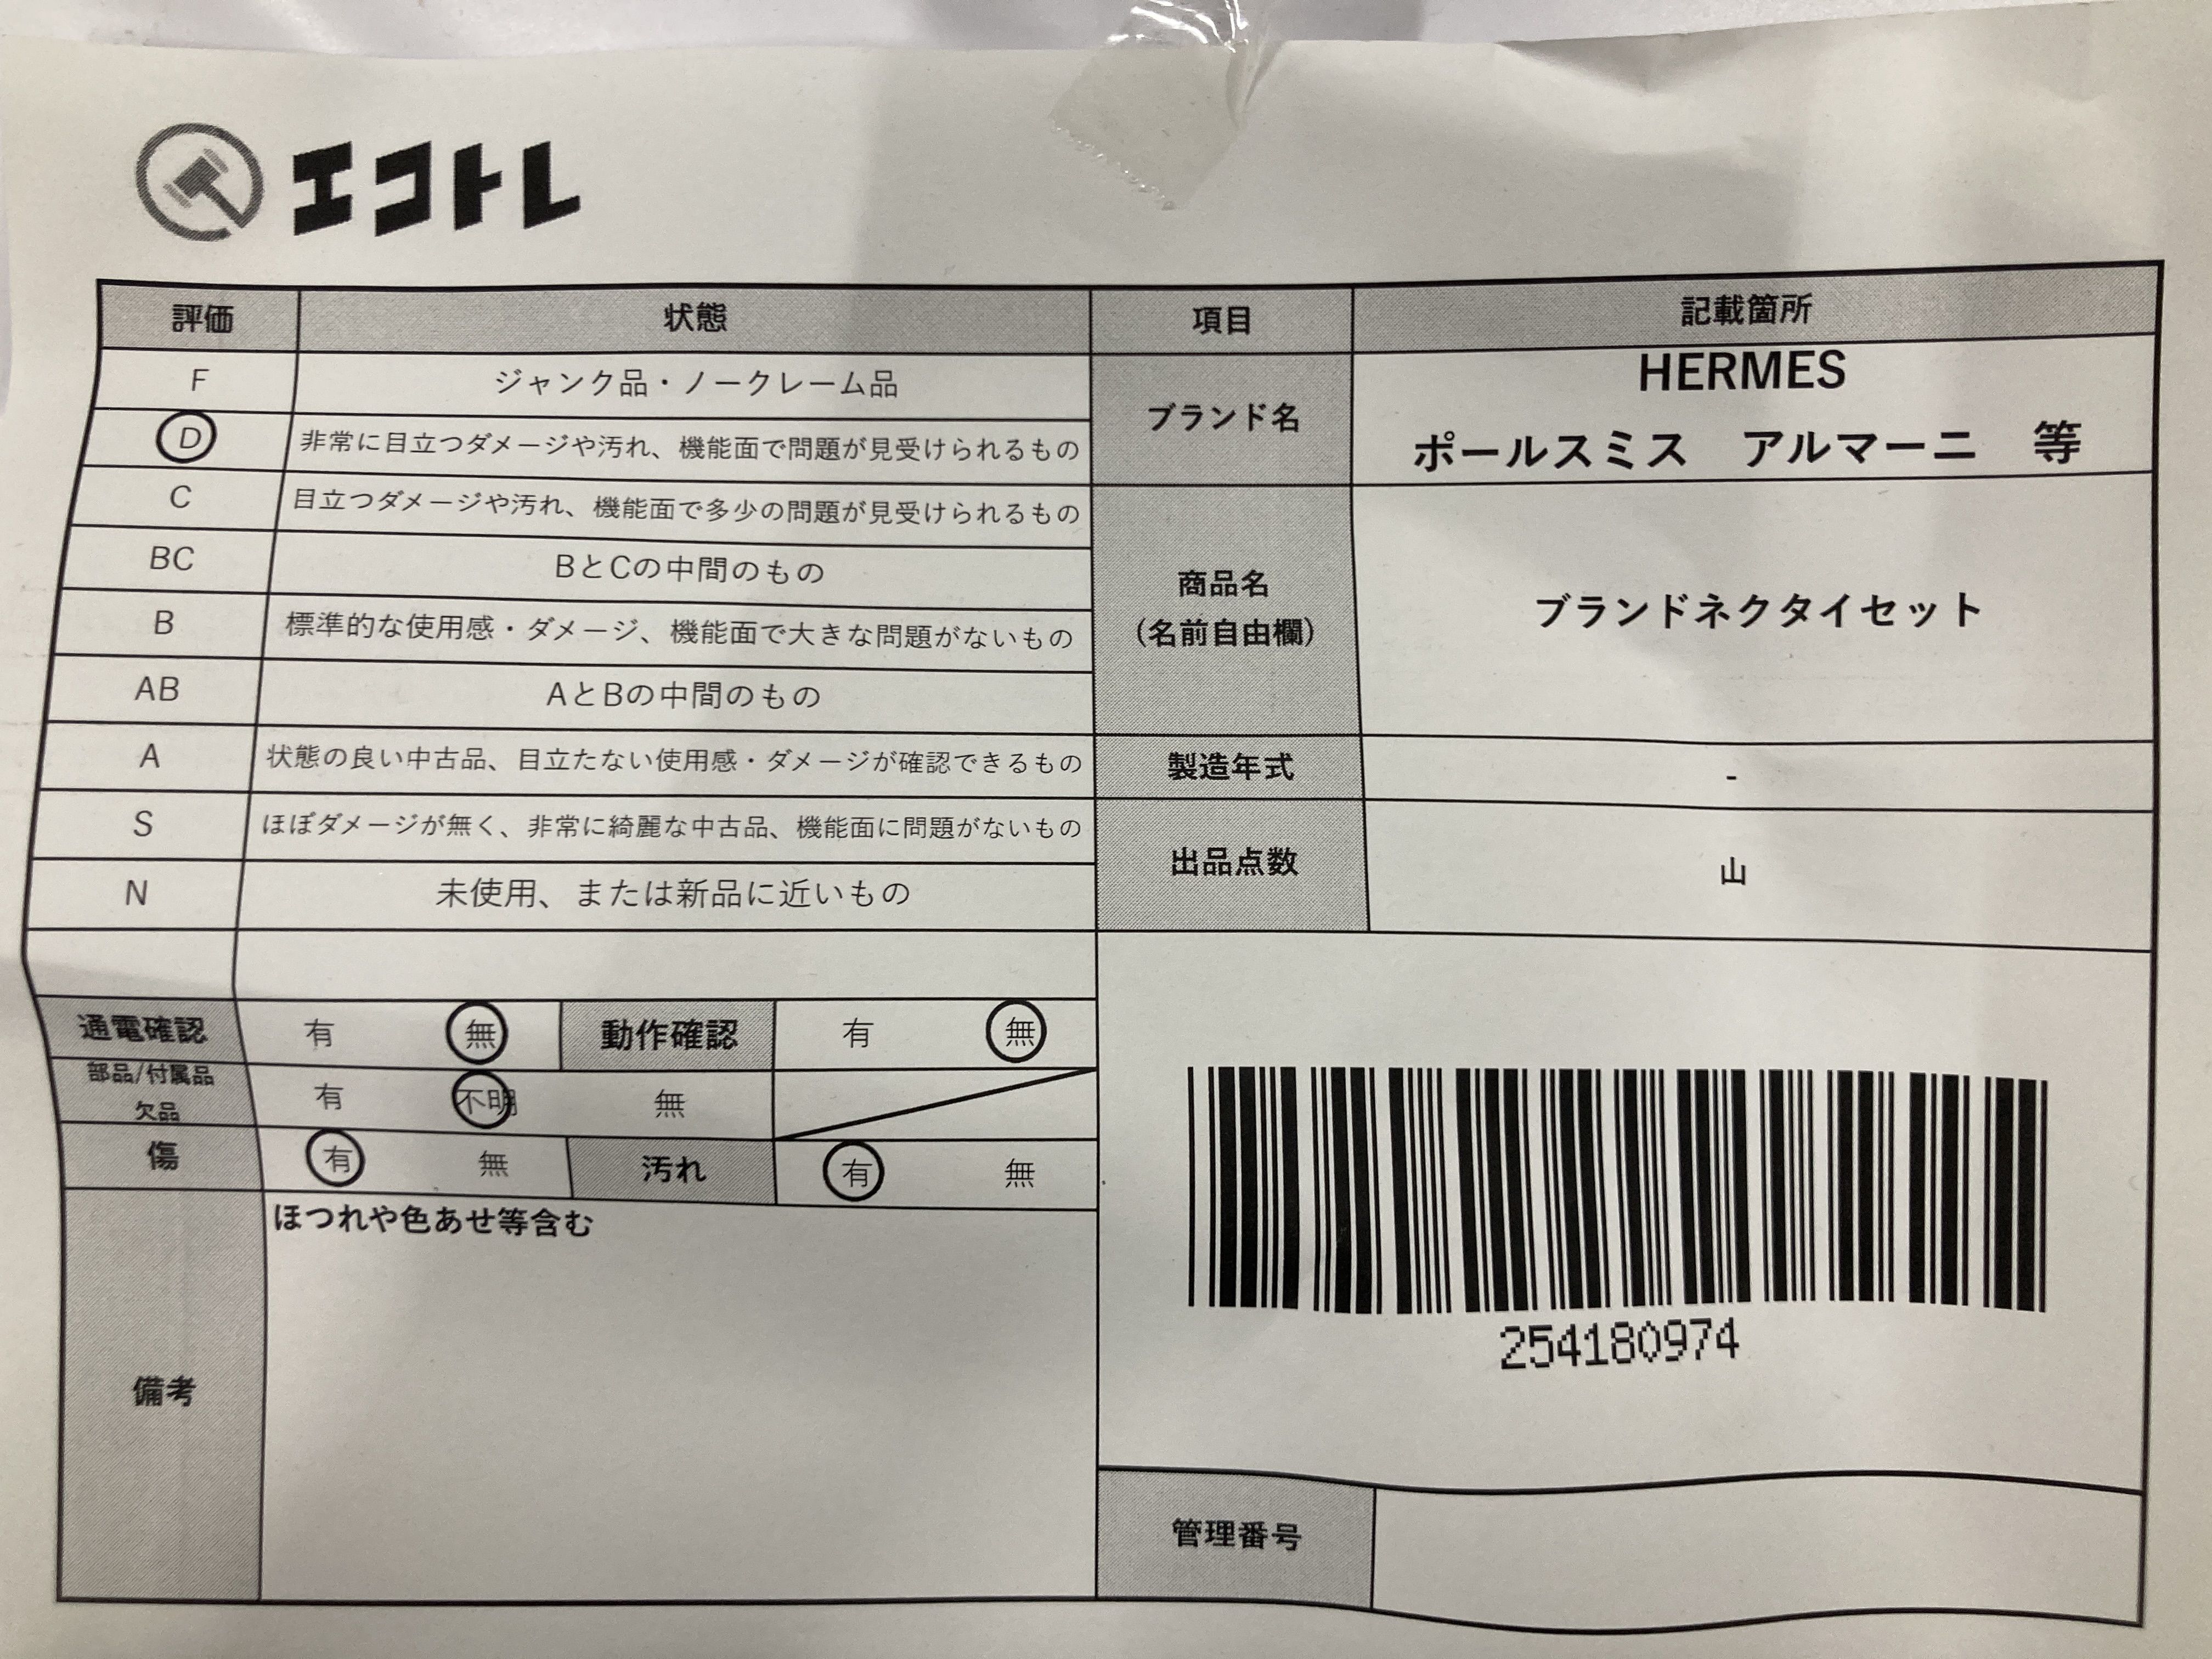 エコトレ
評価 状態 項目 記載箇所
F ジャンク品・ノークレーム品
D 非常に目立つダメージや汚れ、機能面で問題が見受けられるもの
C 目立つダメージや汚れ、機能面で多少の問題が見受けられるもの
BC BとCの中間のもの
B 標準的な使用感・ダメージ、機能面で大きな問題がないもの
AB AとBの中間のもの
A 状態の良い中古品、目立たない使用感・ダメージが確認できるもの
S ほぼダメージが無く、非常に綺麗な中古品、機能面に問題がないもの
N 未使用、または新品に近いもの
ブランド名 HERMES
ポールスミス アルマーニ 等
商品名
(名前自由欄)
ブランドネクタイセット
製造年式 -
出品点数 山
通電確認 有 無 動作確認 有 無
部品/付属品
欠品
有 不明 無
傷 有 無 汚れ 有 無
備考 ほつれや色あせ等含む
254180974
管理番号